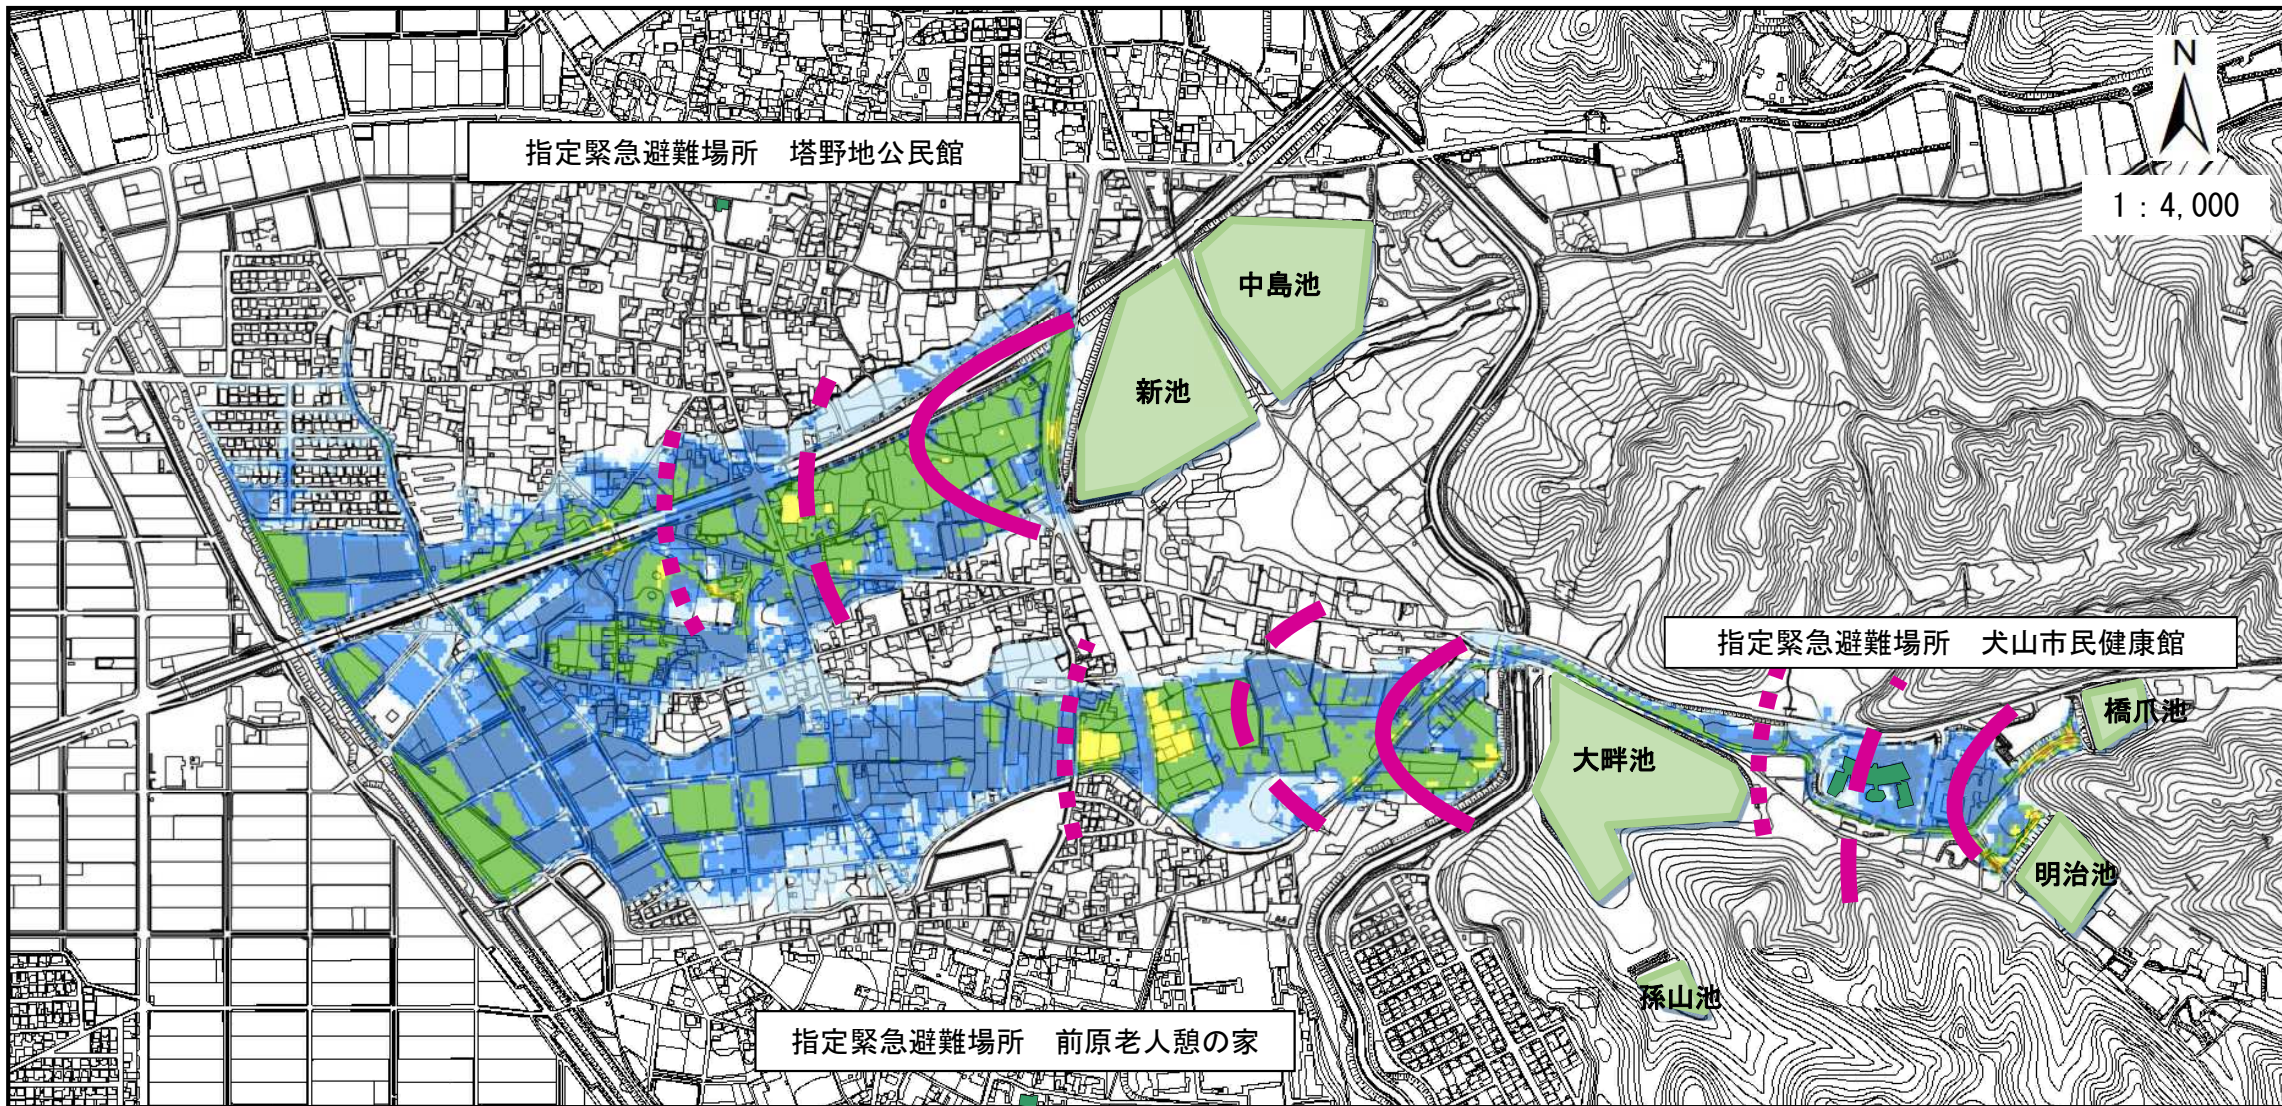 N
指定緊急避難場所　塔野地公民館
1：4,000
中島池
新池
指定緊急避難場所　犬山市民健康館
橋爪池
大畔池
明治池
孫山池
指定緊急避難場所　前原老人憩の家